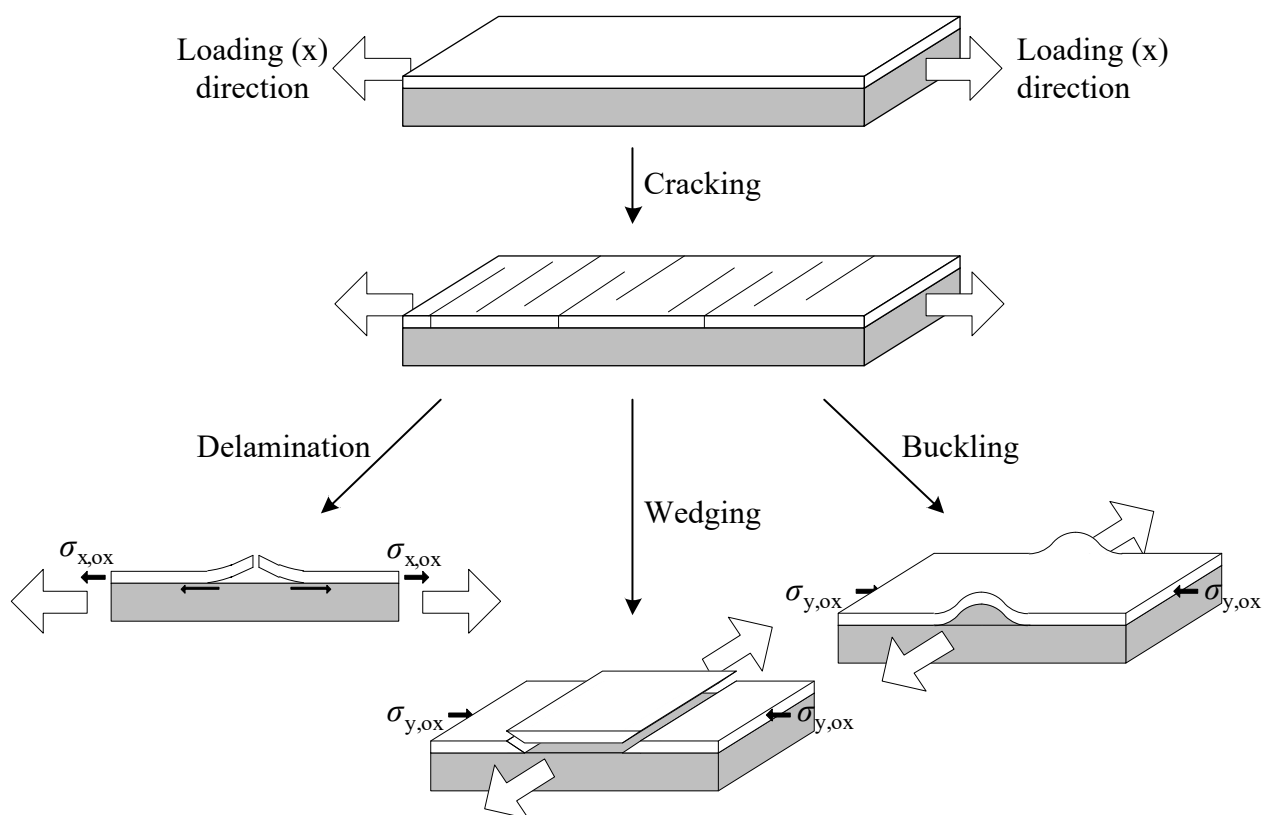 Loading (x)
direction
Loading (x)
direction
Cracking
Delamination
Wedging
Buckling
σx,ox
σx,ox
σy,ox
σy,ox
σy,ox
σy,ox